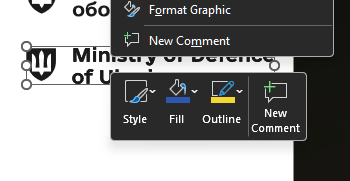 обо
Format Graphic
New Comment
Ministry of Defence
of
Style
Fill
Outline
New
Comment